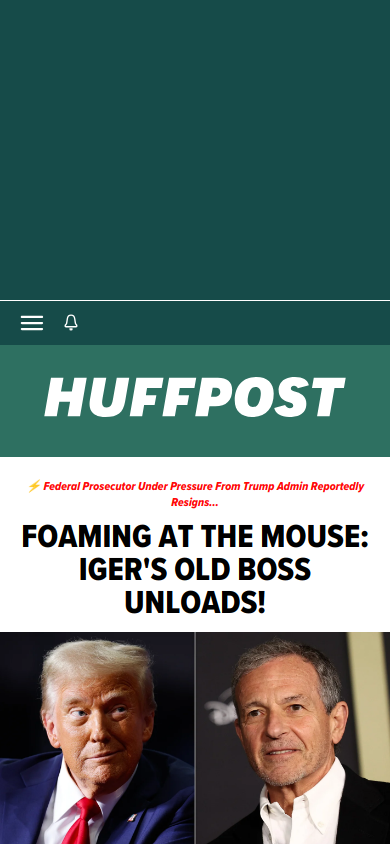 HUFFPOST
⚡ Federal Prosecutor Under Pressure From Trump Admin Reportedly
Resigns...
FOAMING AT THE MOUSE:
IGER'S OLD BOSS
UNLOADS!